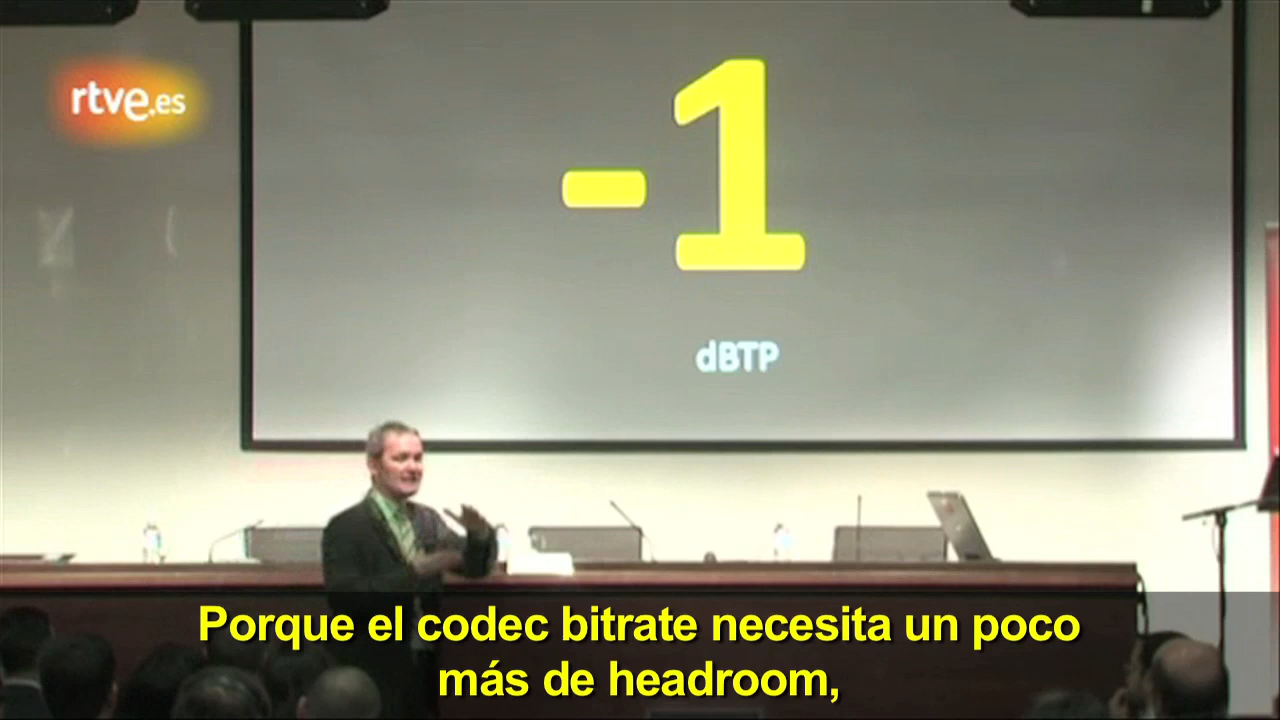 rtve.es
-1
dBTP
Porque el codec bitrate necesita un poco
más de headroom,